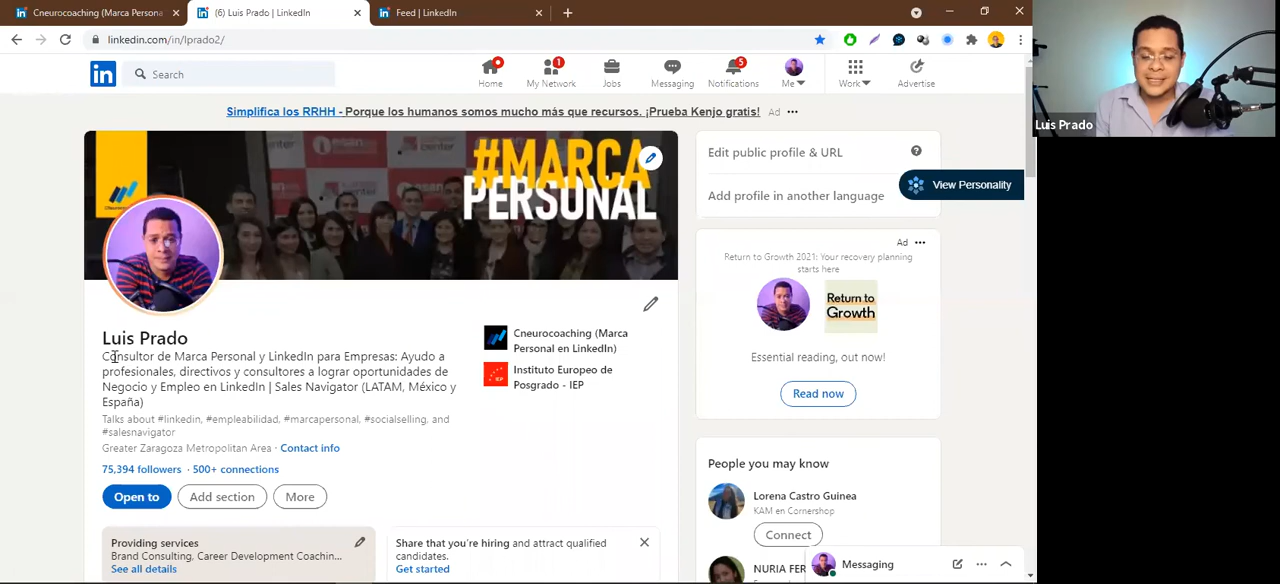 Cneurocoaching (Marca Persona
(6) Luis Prado | LinkedIn
Feed | LinkedIn
linkedin.com/in/lprado2/
in
Search
Home
1
My Network
Jobs
Messaging
5
Notifications
Me
Work
Advertise
Simplifica los RRHH - Porque los humanos somos mucho más que recursos. ¡Prueba Kenjo gratis!
Ad
#MARCA
PERSONAL
Luis Prado
Consultor de Marca Personal y LinkedIn para Empresas: Ayudo a
profesionales, directivos y consultores a lograr oportunidades de
Negocio y Empleo en LinkedIn | Sales Navigator (LATAM, México y
España)
Talks about #linkedin, #empleabilidad, #marcapersonal, #socialselling, and
#salesnavigator
Greater Zaragoza Metropolitan Area · Contact info
75,394 followers · 500+ connections
Open to
Add section
More
Cneurocoaching (Marca
Personal en LinkedIn)
Instituto Europeo de
Posgrado - IEP
Providing services
Brand Consulting, Career Development Coachin...
See all details
Share that you're hiring and attract qualified
candidates.
Get started
Edit public profile & URL
Add profile in another language
View Personality
Ad
Return to Growth 2021: Your recovery planning
starts here
Return to
Growth
Essential reading, out now!
Read now
People you may know
Lorena Castro Guinea
KAM en Cornershop
Connect
NURIA FER
Messaging
Luis Prado